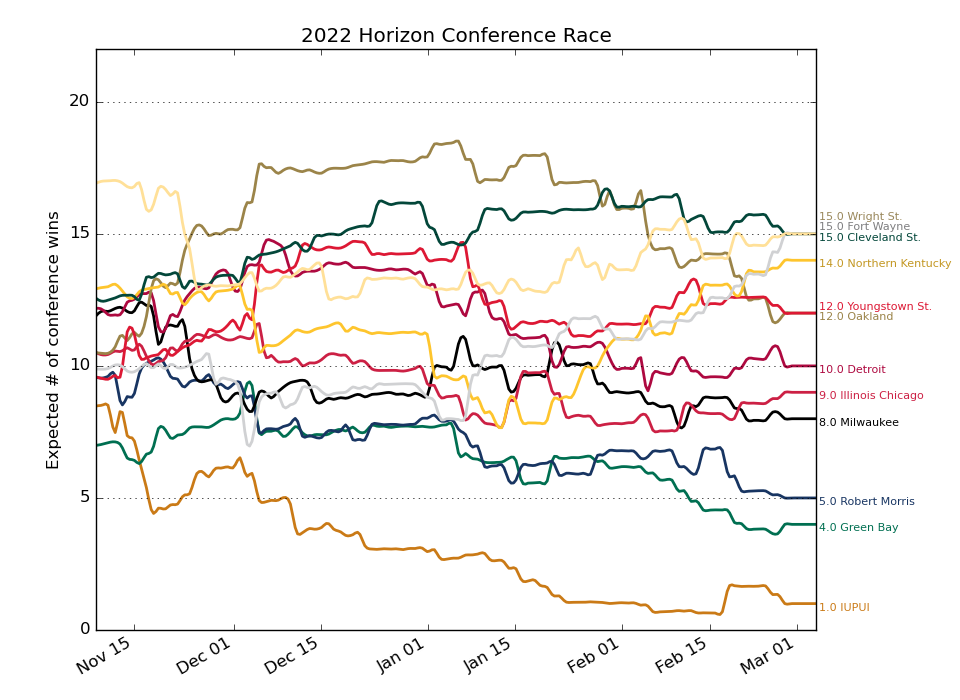 2022 Horizon Conference Race
Expected # of conference wins
20
15
10
5
0
Nov 15
Dec 01
Dec 15
Jan 01
Jan 15
Feb 01
Feb 15
Mar 01
15.0 Wright St.
15.0 Fort Wayne
15.0 Cleveland St.
14.0 Northern Kentucky
12.0 Youngstown St.
12.0 Oakland
10.0 Detroit
9.0 Illinois Chicago
8.0 Milwaukee
5.0 Robert Morris
4.0 Green Bay
1.0 IUPUI